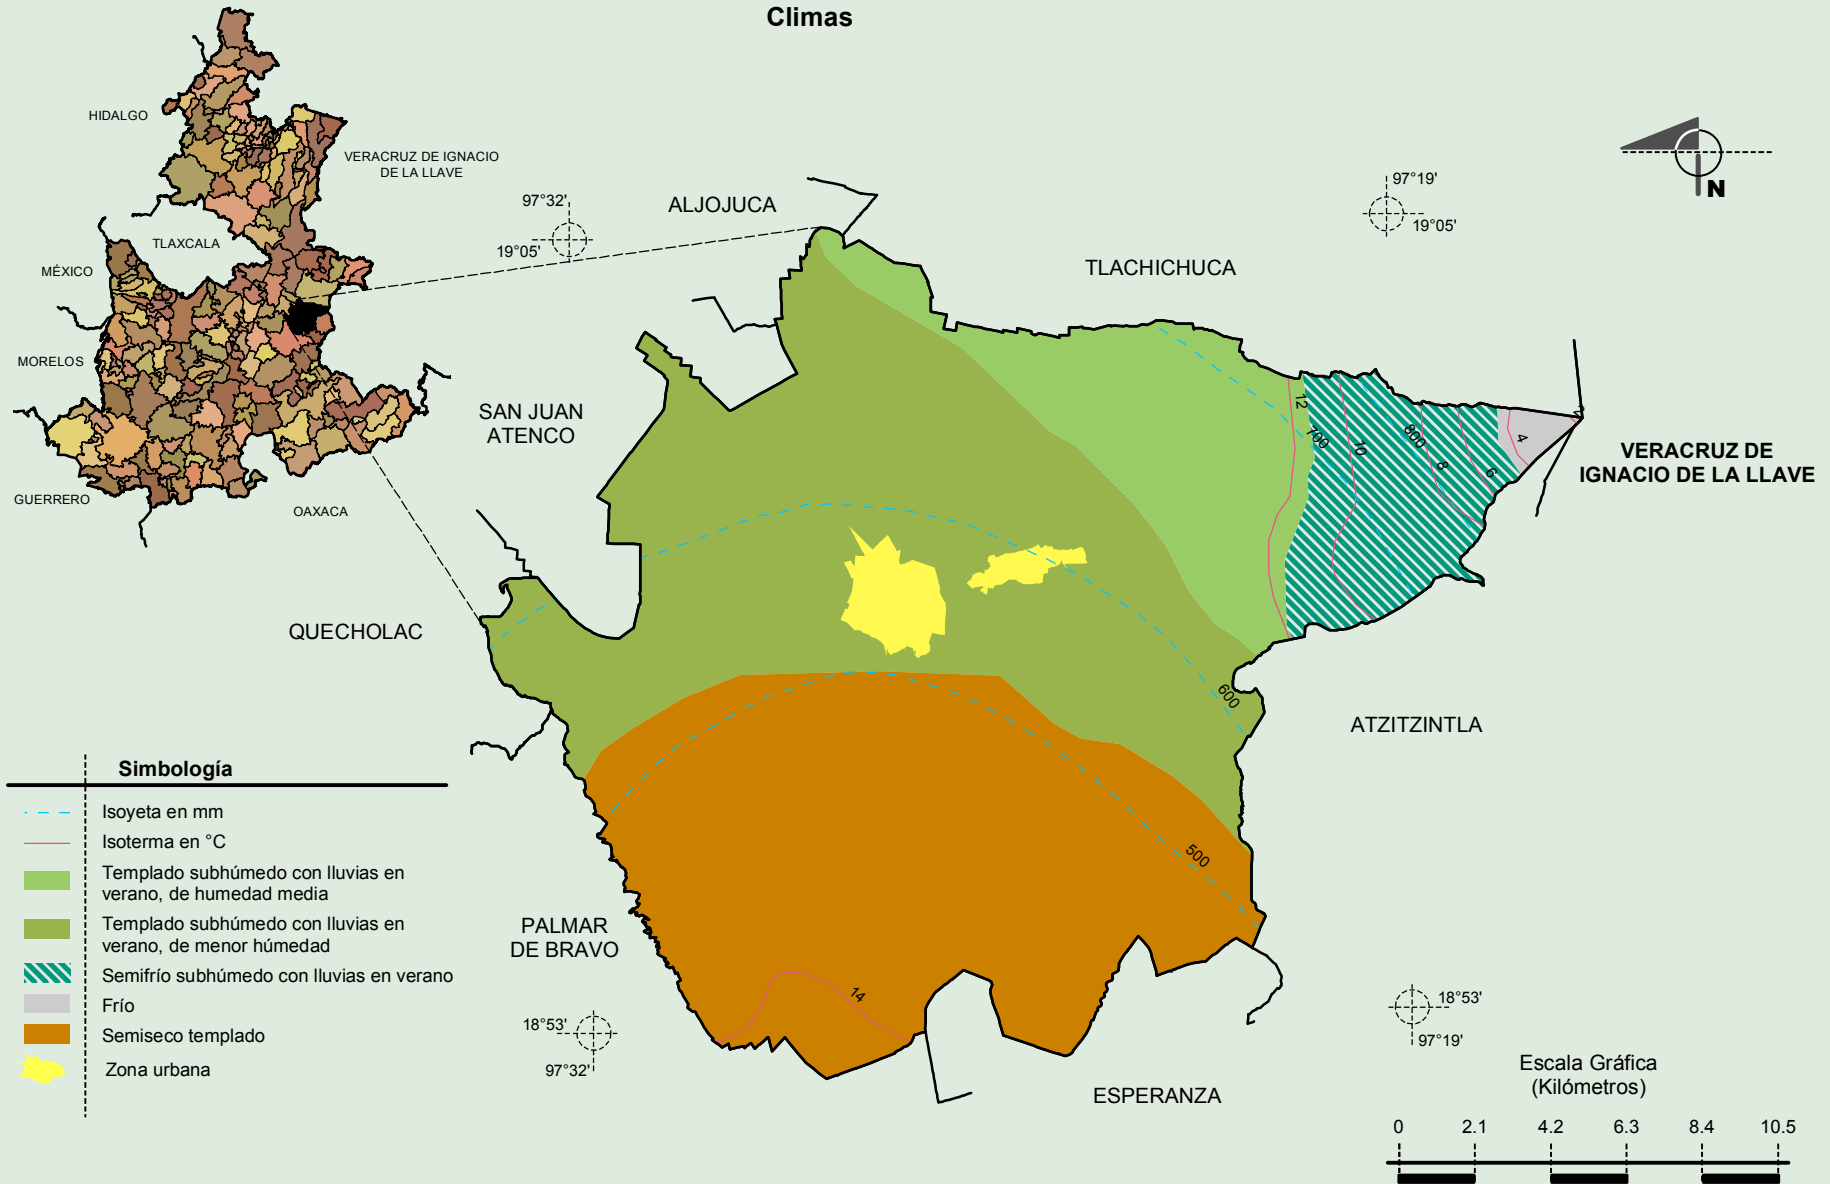 Climas
HIDALGO
VERACRUZ DE IGNACIO
DE LA LLAVE
TLAXCALA
MÉXICO
MORELOS
GUERRERO
OAXACA
97°32'
19°05'
ALJOJUCA
97°19'
19°05'
N
TLACHICHUCA
SAN JUAN
ATENCO
VERACRUZ DE
IGNACIO DE LA LLAVE
12
700
10
800
8
6
4
QUECHOLAC
600
ATZITZINTLA
500
PALMAR
DE BRAVO
14
18°53'
97°32'
18°53'
97°19'
ESPERANZA
Simbología
Isoyeta en mm
Isoterma en °C
Templado subhúmedo con lluvias en
verano, de humedad media
Templado subhúmedo con lluvias en
verano, de menor húmedad
Semifrío subhúmedo con lluvias en verano
Frío
Semiseco templado
Zona urbana
Escala Gráfica
(Kilómetros)
0 2.1 4.2 6.3 8.4 10.5